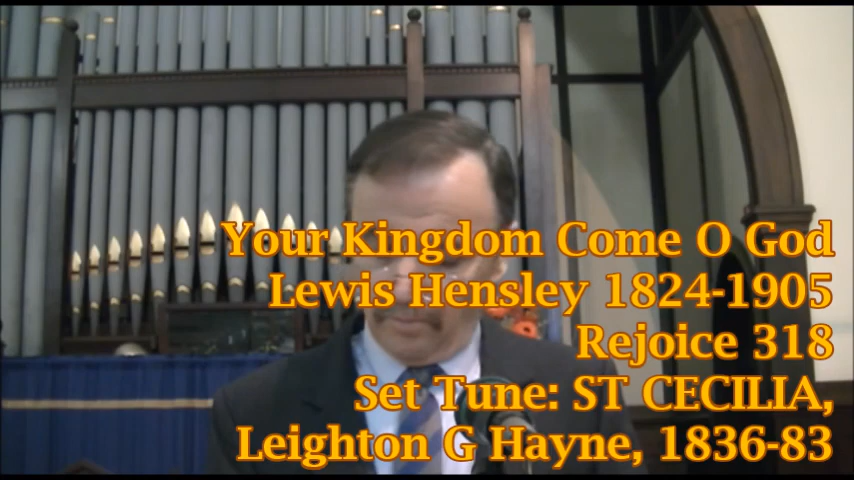 Your Kingdom Come O God
Lewis Hensley 1824-1905
Rejoice 318
Set Tune: ST CECILIA,
Leighton G Hayne, 1836-83